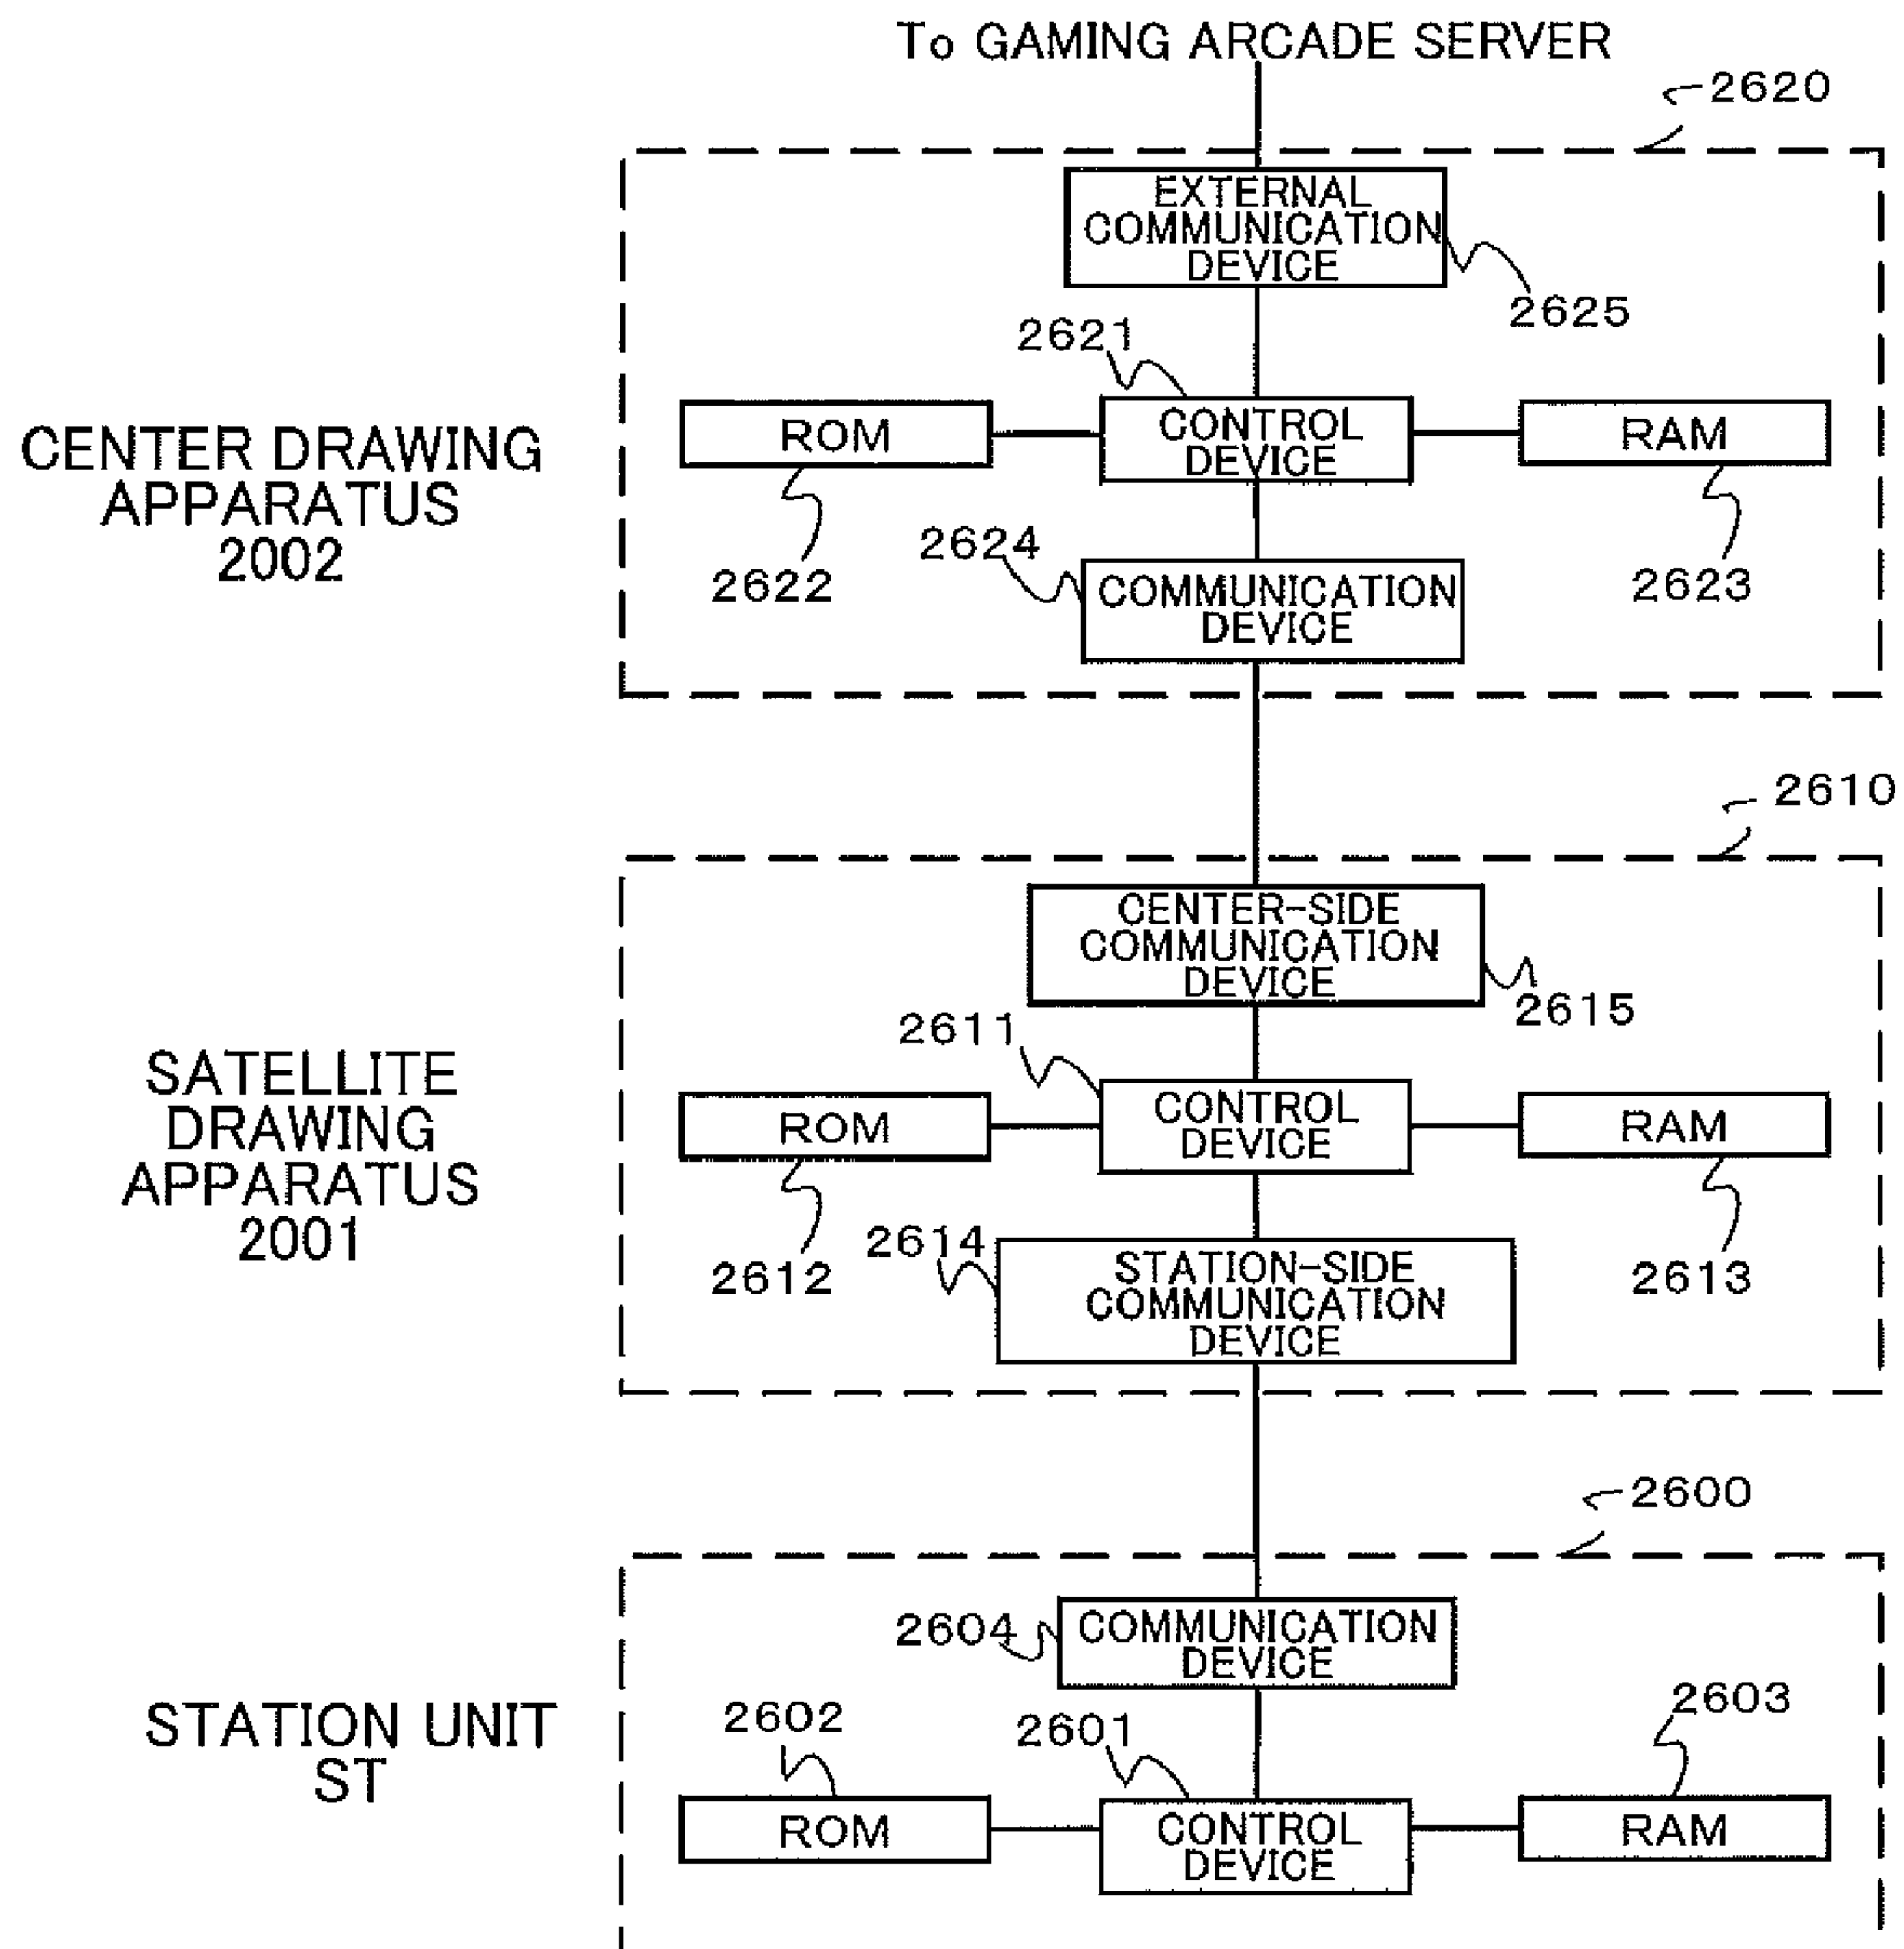 To GAMING ARCADE SERVER
2620
EXTERNAL
COMMUNICATION
DEVICE
2625
2621
ROM
CONTROL
DEVICE
RAM
CENTER DRAWING
APPARATUS
2002
2622
2624
2623
COMMUNICATION
DEVICE
2610
CENTER-SIDE
COMMUNICATION
DEVICE
2615
2611
SATELLITE
DRAWING
APPARATUS
2001
ROM
CONTROL
DEVICE
RAM
2612
2614
2613
STATION-SIDE
COMMUNICATION
DEVICE
2600
2604
COMMUNICATION
DEVICE
STATION UNIT
ST
2602
2601
2603
ROM
CONTROL
DEVICE
RAM